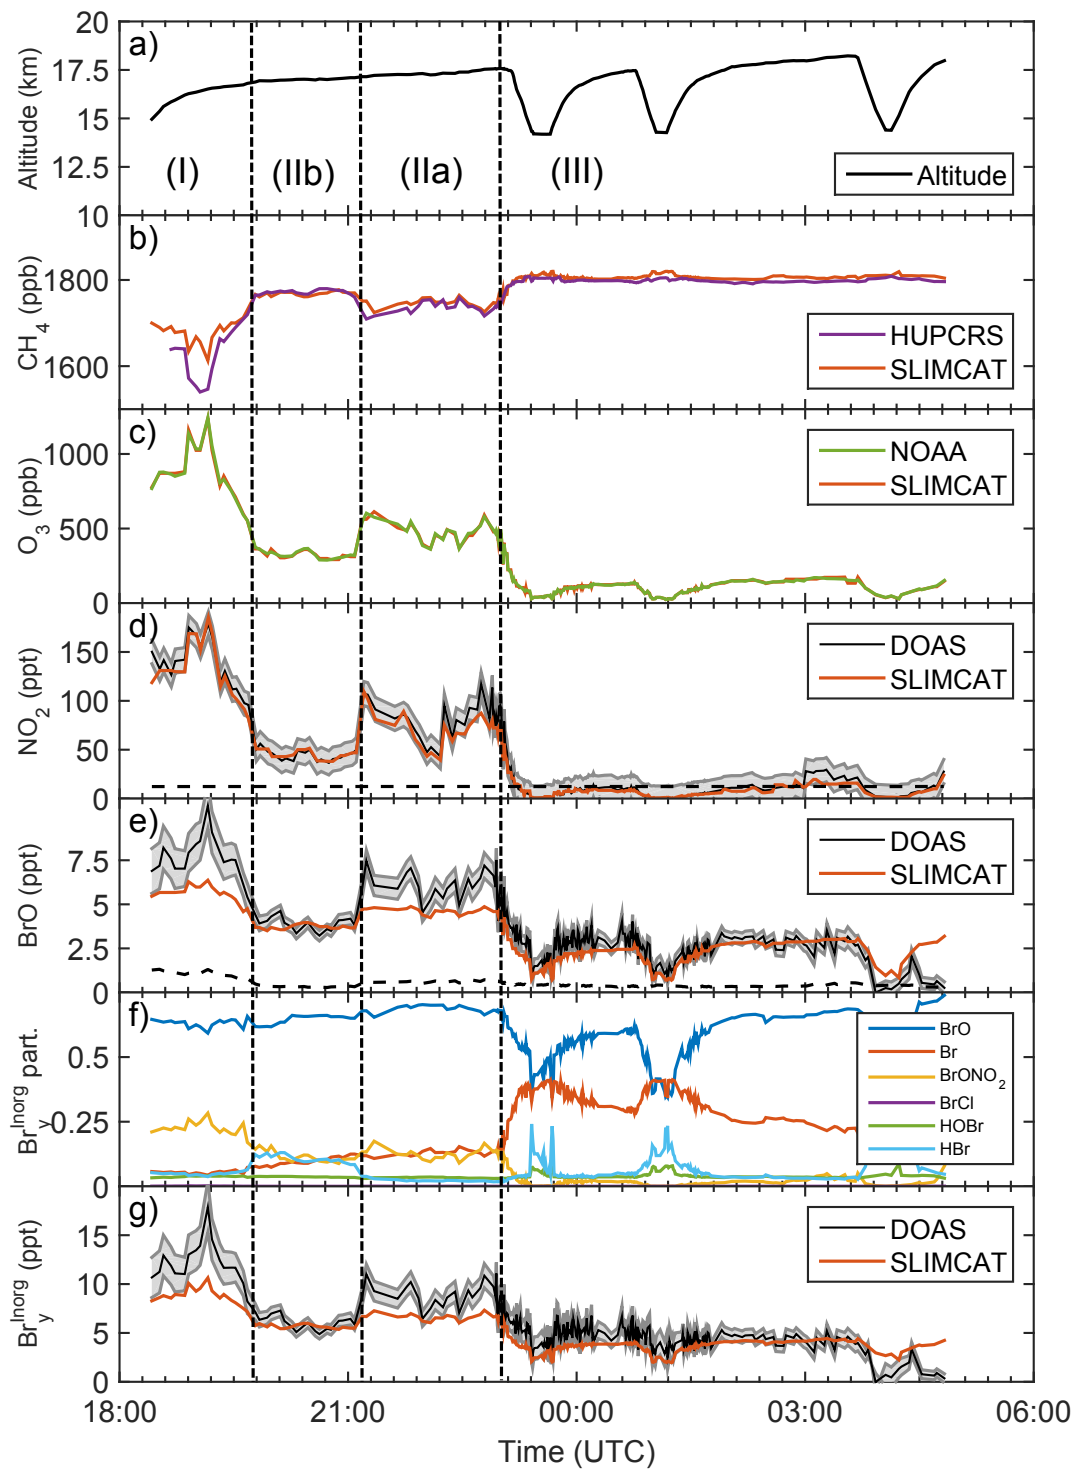 a)
Altitude (km)
20
17.5
15
12.5
10
(I)
(IIb)
(IIa)
(III)
Altitude
b)
CH4 (ppb)
1800
1600
HUPCRS
SLIMCAT
c)
O3 (ppb)
1000
500
0
NOAA
SLIMCAT
d)
NO2 (ppt)
150
100
50
0
DOAS
SLIMCAT
e)
BrO (ppt)
7.5
5
2.5
0
DOAS
SLIMCAT
f)
Bry^Inorg part.
0.5
0.25
0
BrO
Br
BrONO2
BrCl
HOBr
HBr
g)
Bry^Inorg (ppt)
15
10
5
0
DOAS
SLIMCAT
18:00 21:00 00:00 03:00 06:00
Time (UTC)